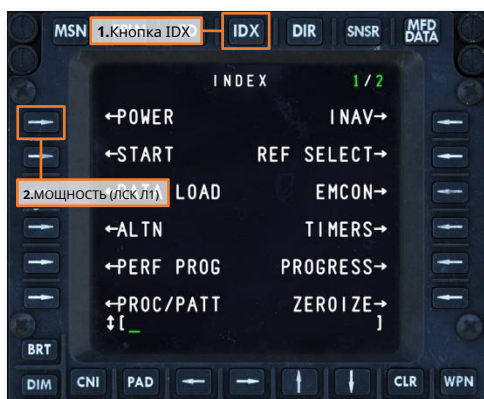 MSN 1.Кнопка IDX IDX DIR SNSR MFD DATA
INDEX 1/2
←POWER INAV→
←START REF SELECT→
2.МОЩНОСТЬ (ЛСК Л1) LOAD EMCON→
←ALTN TIMERS→
←PERF PROG PROGRESS→
←PROC/PATT ZEROIZE→
↕[_ ]
BRT
DIM CNI PAD ← → ↑ ↓ CLR WPN